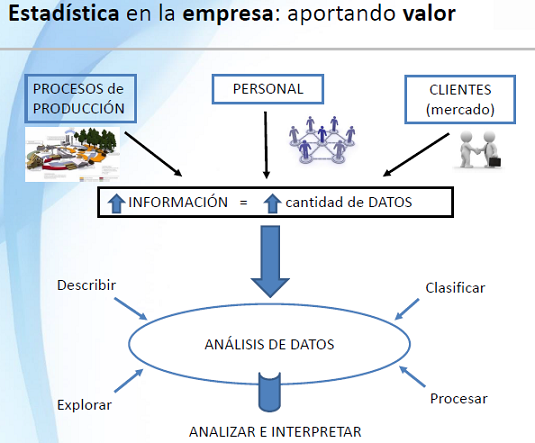 Estadística en la empresa: aportando valor
PROCESOS de
PRODUCCIÓN
PERSONAL
CLIENTES
(mercado)
INFORMACIÓN = cantidad de DATOS
Describir
Clasificar
ANÁLISIS DE DATOS
Explorar
Procesar
ANALIZAR E INTERPRETAR